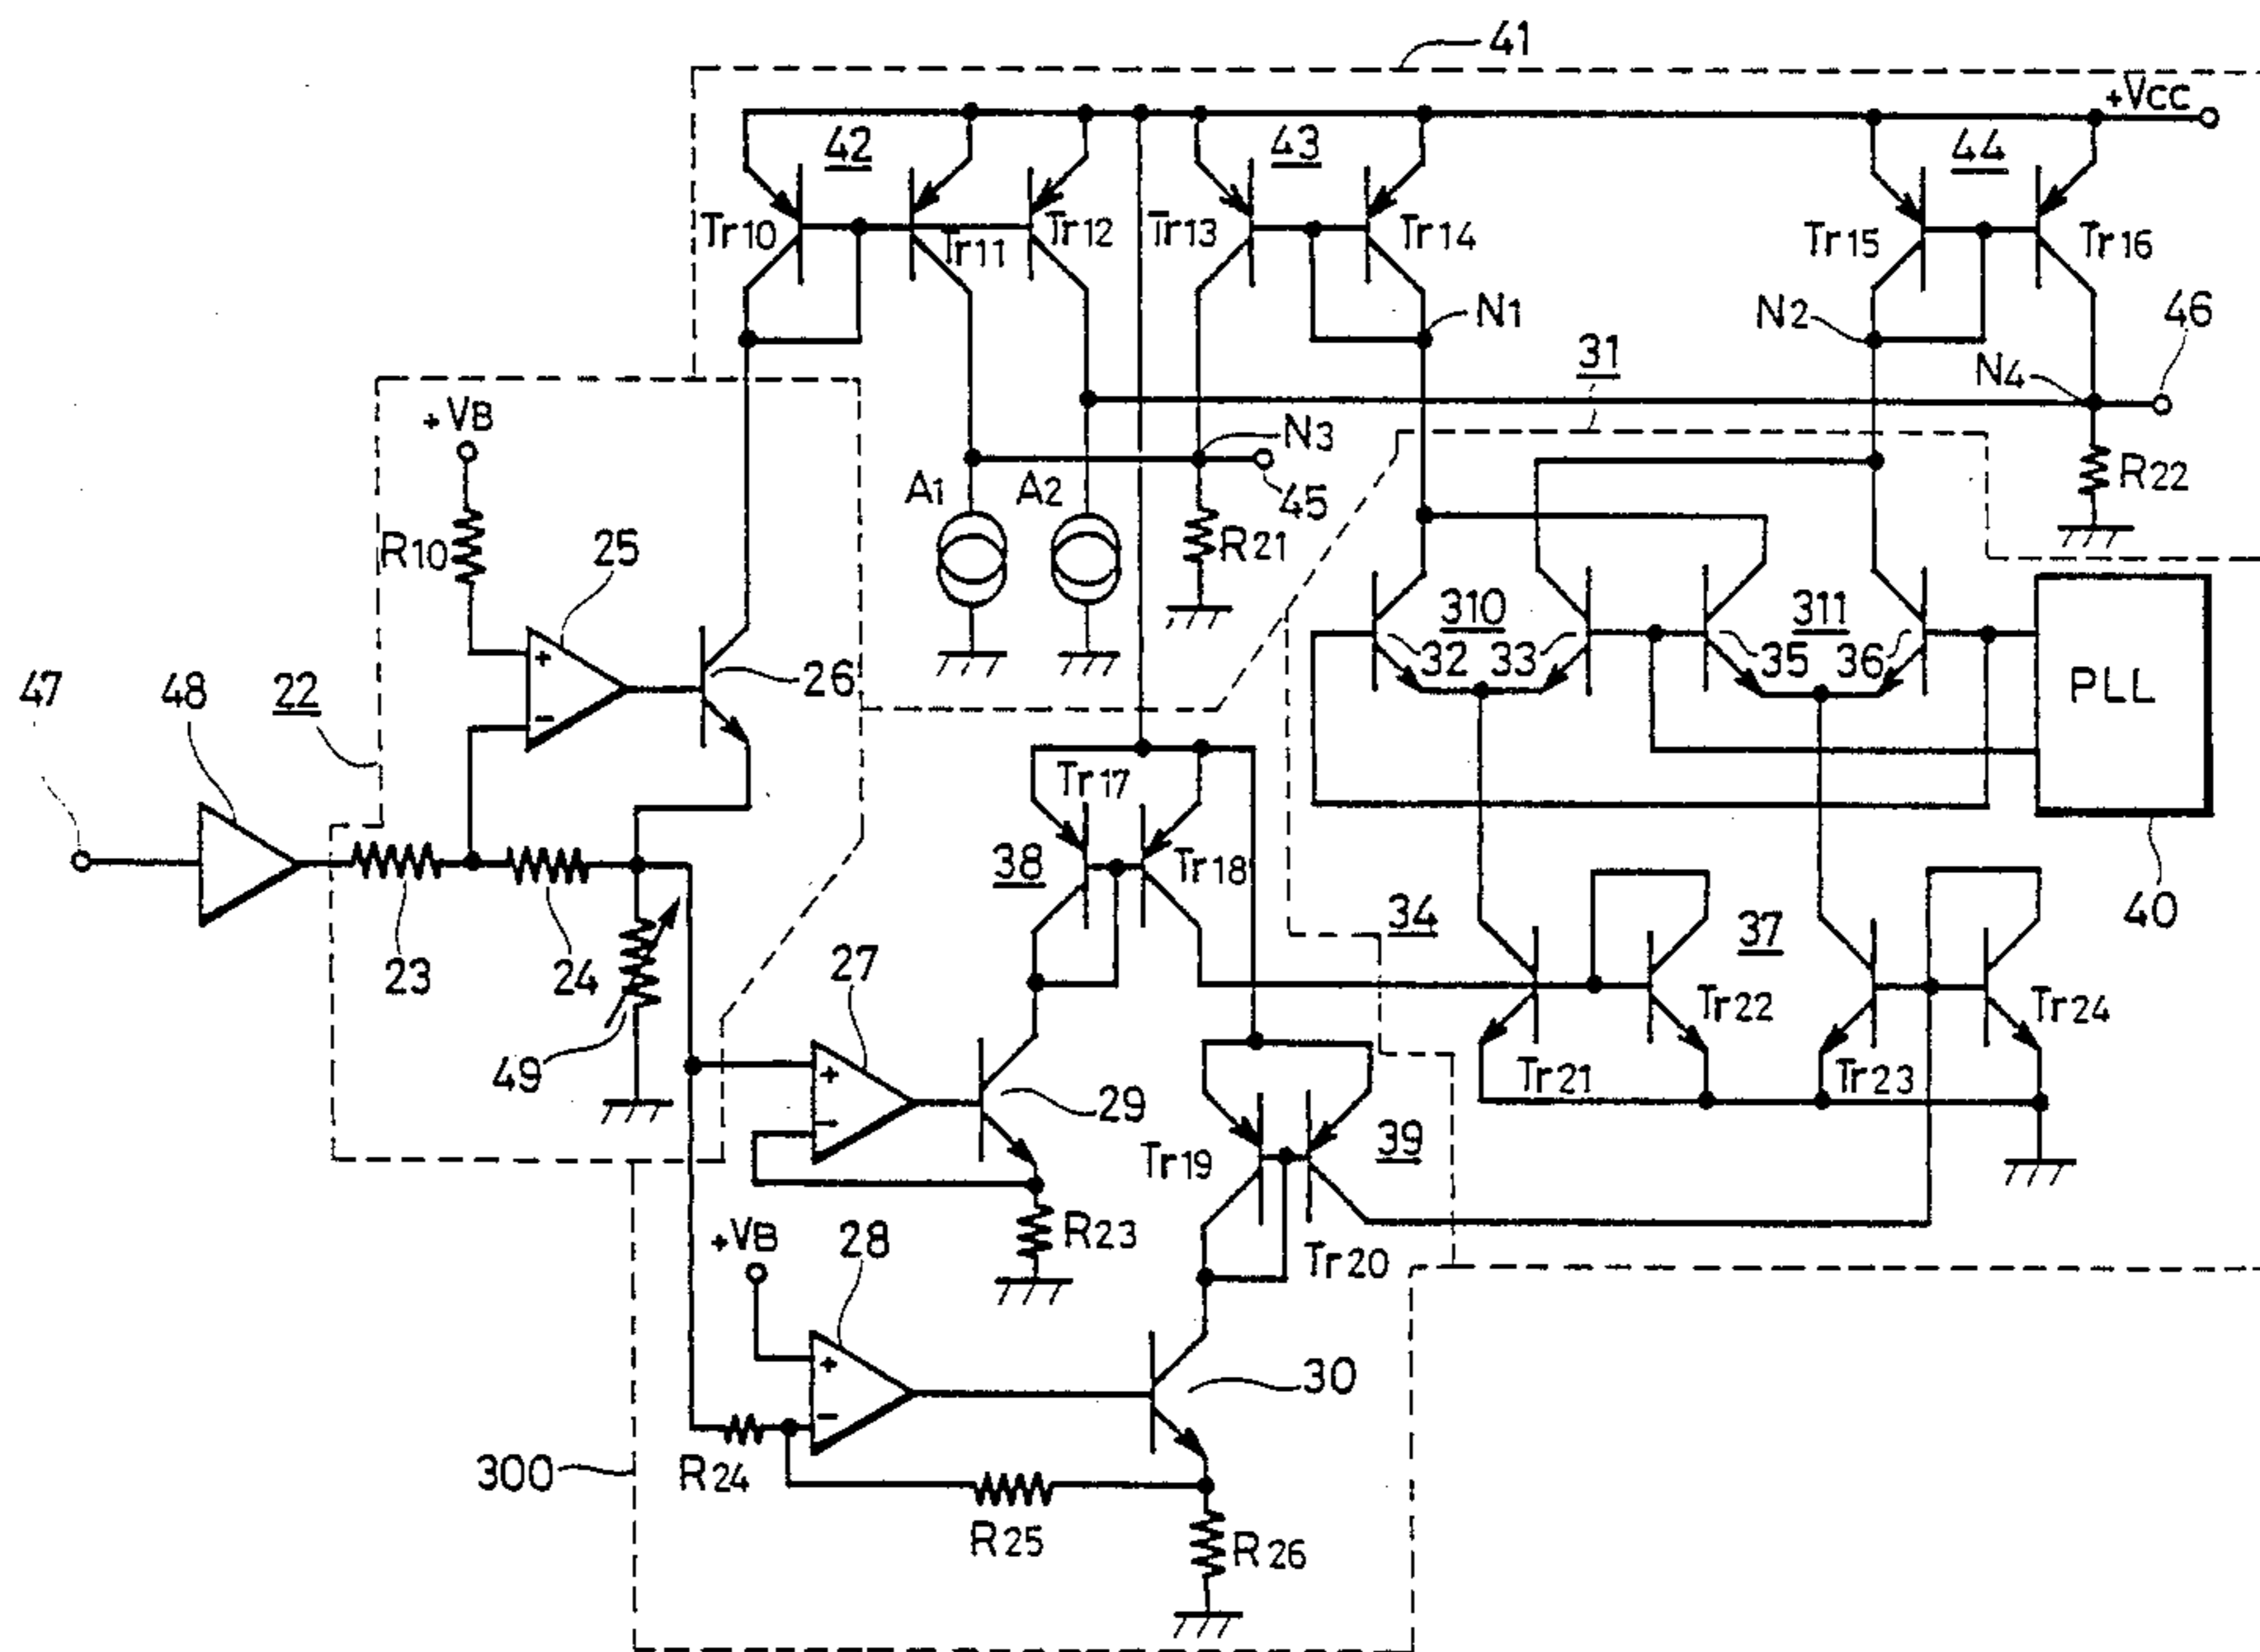 41
+Vcc
42
43
44
Tr10
Tr11
Tr12
Tr13
Tr14
Tr15
Tr16
N1
N2
46
31
N4
+VB
N3
A1
A2
45
R22
R10
25
R21
310
311
47
48
22
26
32
33
35
36
PLL
Tr17
38
Tr18
34
37
40
23
24
27
49
29
Tr22
Tr24
Tr21
Tr23
Tr19
39
+VB
28
R23
Tr20
30
300
R24
R25
R26
+
-
+
-
+
-